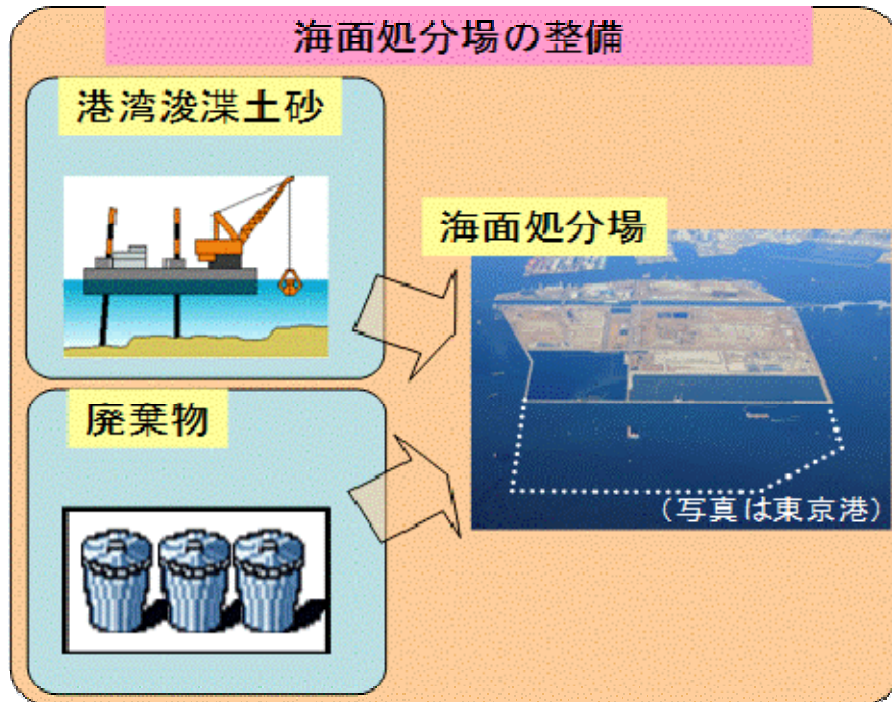 海面処分場の整備
港湾浚渫土砂
海面処分場
廃棄物
(写真は東京港)